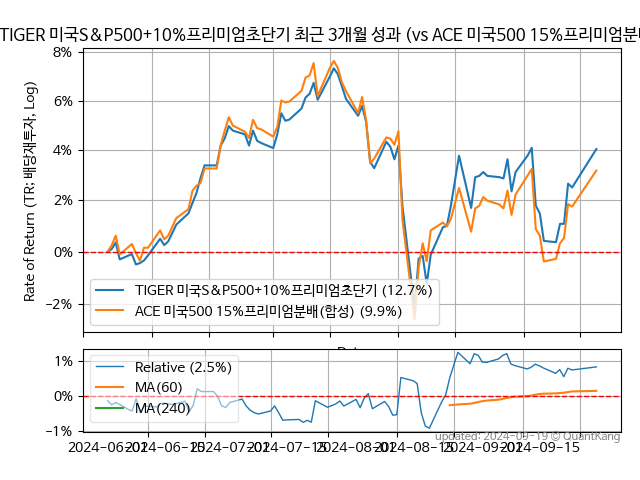 TIGER 미국S&P500+10%프리미엄초단기 최근 3개월 성과 (vs ACE 미국500 15%프리미엄분배
8%
6%
4%
2%
0%
−2%
Rate of Return (TR: 배당재투자, Log)
TIGER 미국S&P500+10%프리미엄초단기 (12.7%)
ACE 미국500 15%프리미엄분배(합성) (9.9%)
1%
0%
−1%
Relative (2.5%)
MA(60)
MA(240)
2024-06-01 2024-06-15 2024-07-01 2024-07-15 2024-08-01 2024-08-15 2024-09-01 2024-09-15
updated: 2024-09-19 © QuantKang